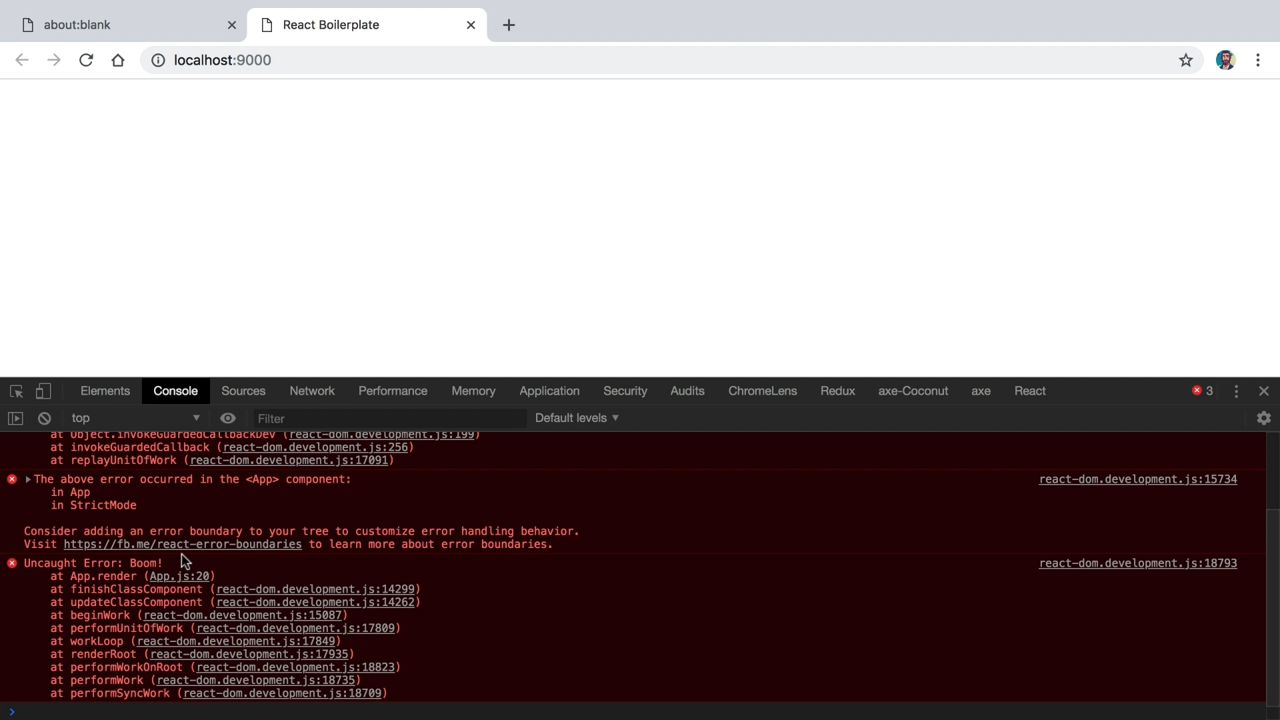 about:blank
React Boilerplate
localhost:9000
Elements Console Sources Network Performance Memory Application Security Audits ChromeLens Redux axe-Coconut axe React 3
top Filter Default levels
at Object.invokeGuardedCallbackDev (react-dom.development.js:199)
at invokeGuardedCallback (react-dom.development.js:256)
at replayUnitOfWork (react-dom.development.js:17091)
The above error occurred in the <App> component: react-dom.development.js:15734
in App
in StrictMode
Consider adding an error boundary to your tree to customize error handling behavior.
Visit https://fb.me/react-error-boundaries to learn more about error boundaries.
Uncaught Error: Boom! react-dom.development.js:18793
at App.render (App.js:20)
at finishClassComponent (react-dom.development.js:14299)
at updateClassComponent (react-dom.development.js:14262)
at beginWork (react-dom.development.js:15087)
at performUnitOfWork (react-dom.development.js:17809)
at workLoop (react-dom.development.js:17849)
at renderRoot (react-dom.development.js:17935)
at performWorkOnRoot (react-dom.development.js:18823)
at performWork (react-dom.development.js:18735)
at performSyncWork (react-dom.development.js:18709)